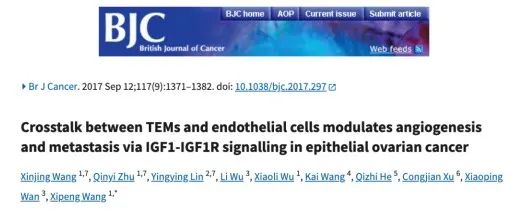 BJC
British Journal of Cancer
BJC home AOP Current issue Submit article
Web feeds
Br J Cancer. 2017 Sep 12;117(9):1371–1382. doi: 10.1038/bjc.2017.297
Crosstalk between TEMs and endothelial cells modulates angiogenesis
and metastasis via IGF1-IGF1R signalling in epithelial ovarian cancer
Xinjing Wang 1,7, Qinyi Zhu 1,7, Yingying Lin 2,7, Li Wu 3, Xiaoli Wu 1, Kai Wang 4, Qizhi He 5, Congjian Xu 6, Xiaoping
Wan 3, Xipeng Wang 1,*